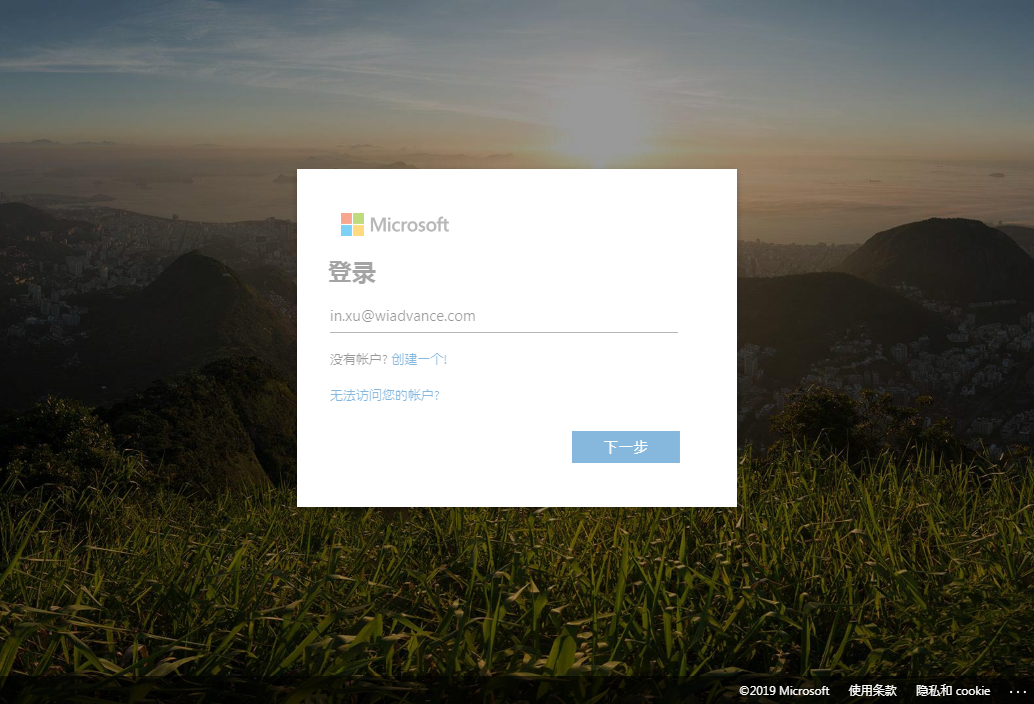 Microsoft
登录
in.xu@wiadvance.com
没有帐户? 创建一个!
无法访问您的帐户?
下一步
©2019 Microsoft 使用条款 隐私和 cookie ...